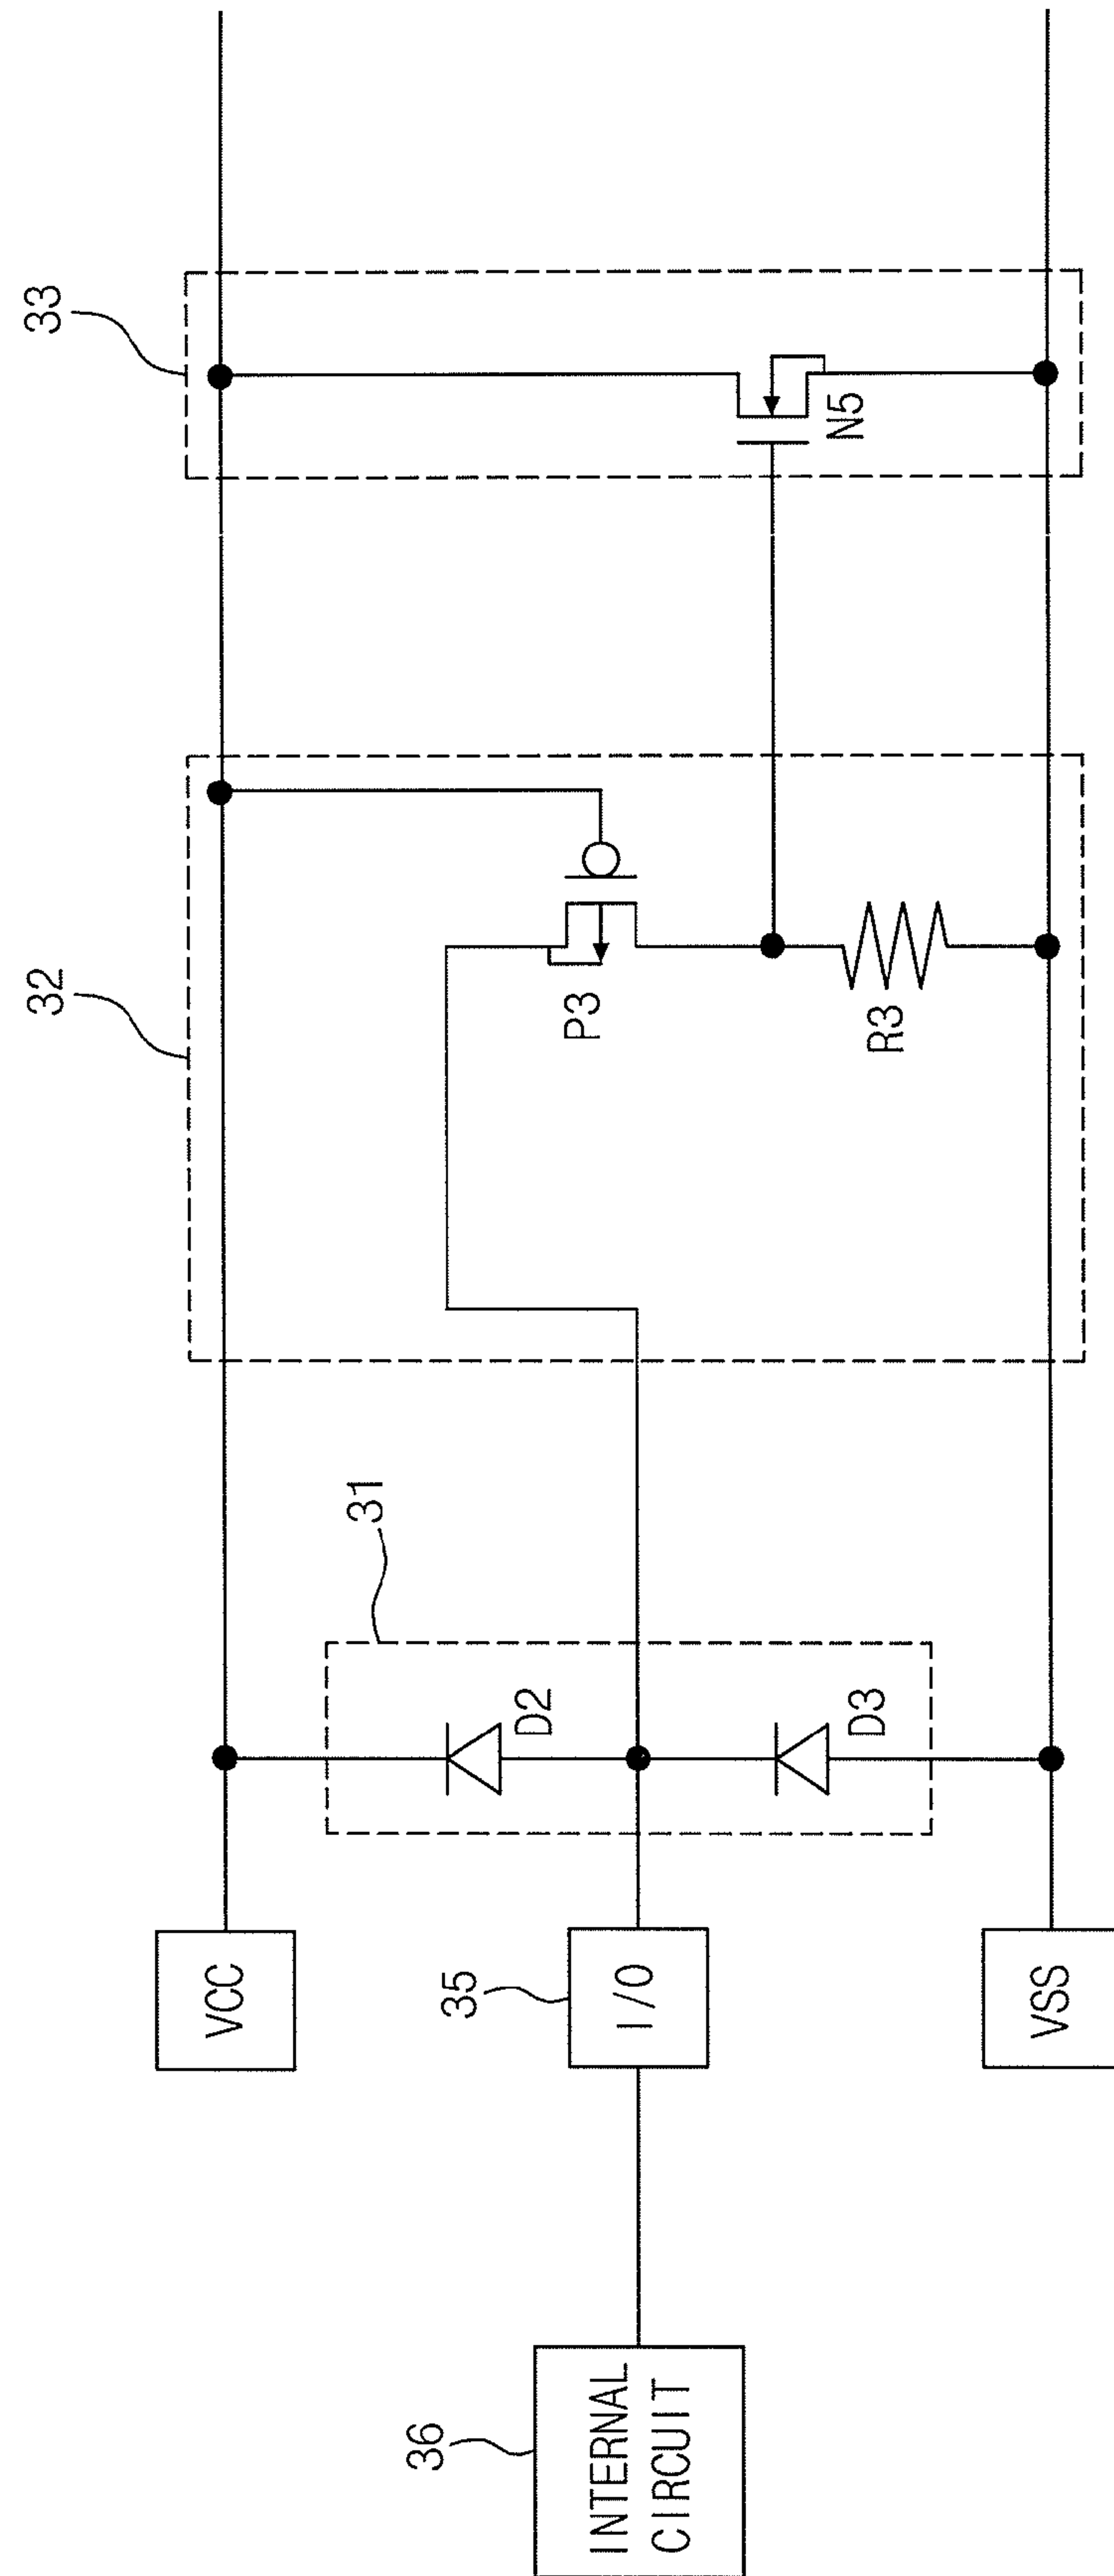 33
32
31
N5
P3
R3
D2
D3
VCC
35
I/O
VSS
36
INTERNAL
CIRCUIT